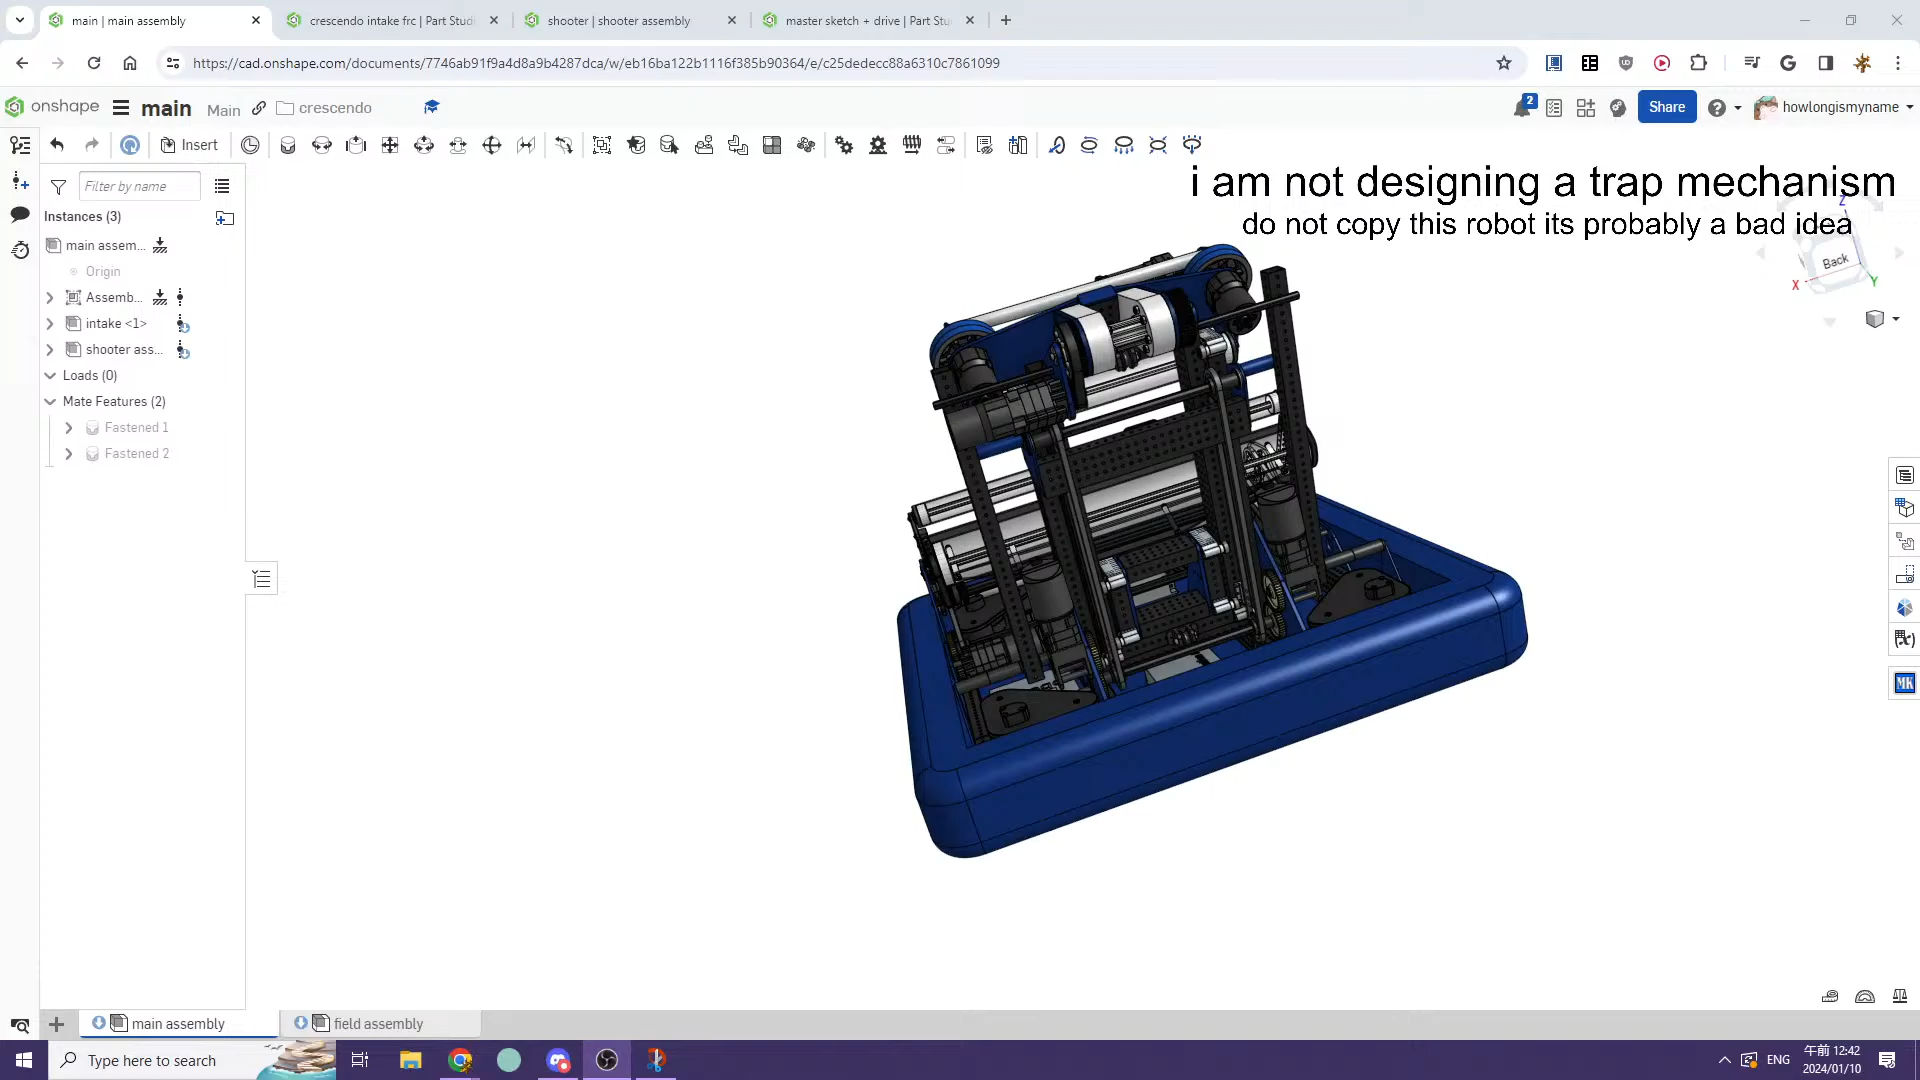 main | main assembly
crescendo intake frc | Part Studi
shooter | shooter assembly
master sketch + drive | Part Stu
https://cad.onshape.com/documents/7746ab91f9a4d8a9b4287dca/w/eb16ba122b1116f385b90364/e/c25dedecc88a6310c7861099
onshape
main
Main
crescendo
2
Share
howlongismyname
Insert
i am not designing a trap mechanism
do not copy this robot its probably a bad idea
Filter by name
Instances (3)
main assem...
Origin
Assemb...
intake <1>
shooter ass...
Loads (0)
Mate Features (2)
Fastened 1
Fastened 2
Z
Back
X
Y
(x)
MK
main assembly
field assembly
Type here to search
ENG
午前 12:42
2024/01/10